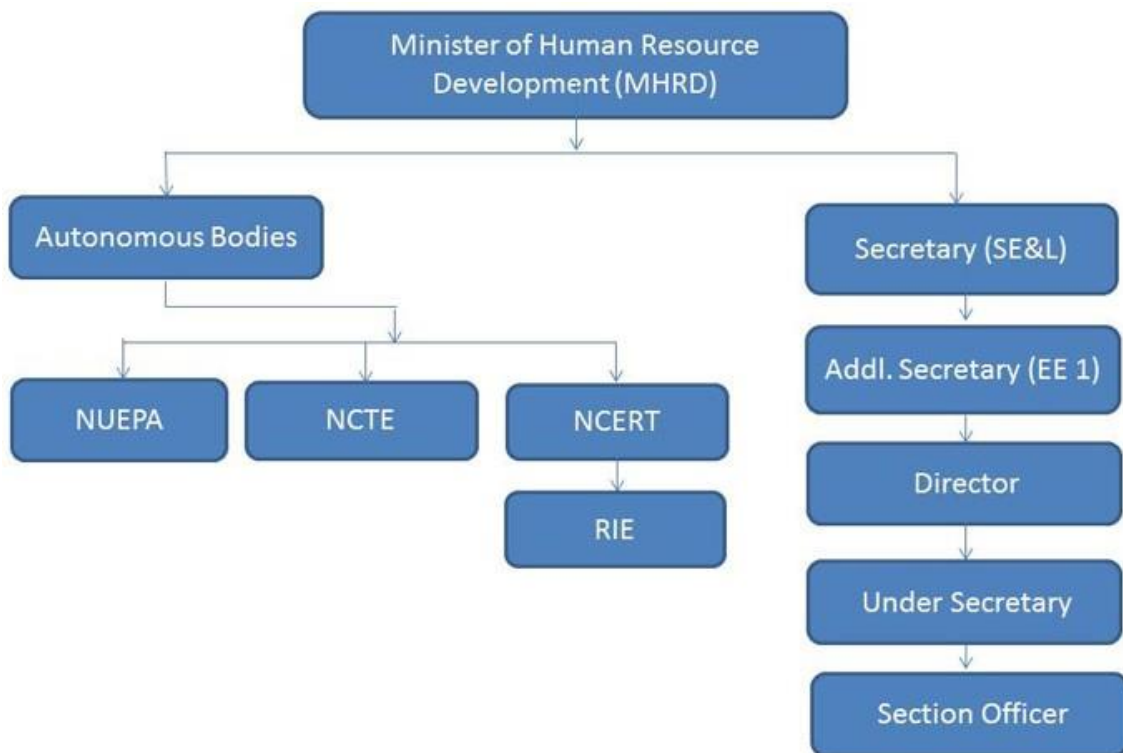 Minister of Human Resource
Development (MHRD)
Autonomous Bodies
Secretary (SE&L)
Addl. Secretary (EE 1)
NUEPA
NCTE
NCERT
Director
RIE
Under Secretary
Section Officer